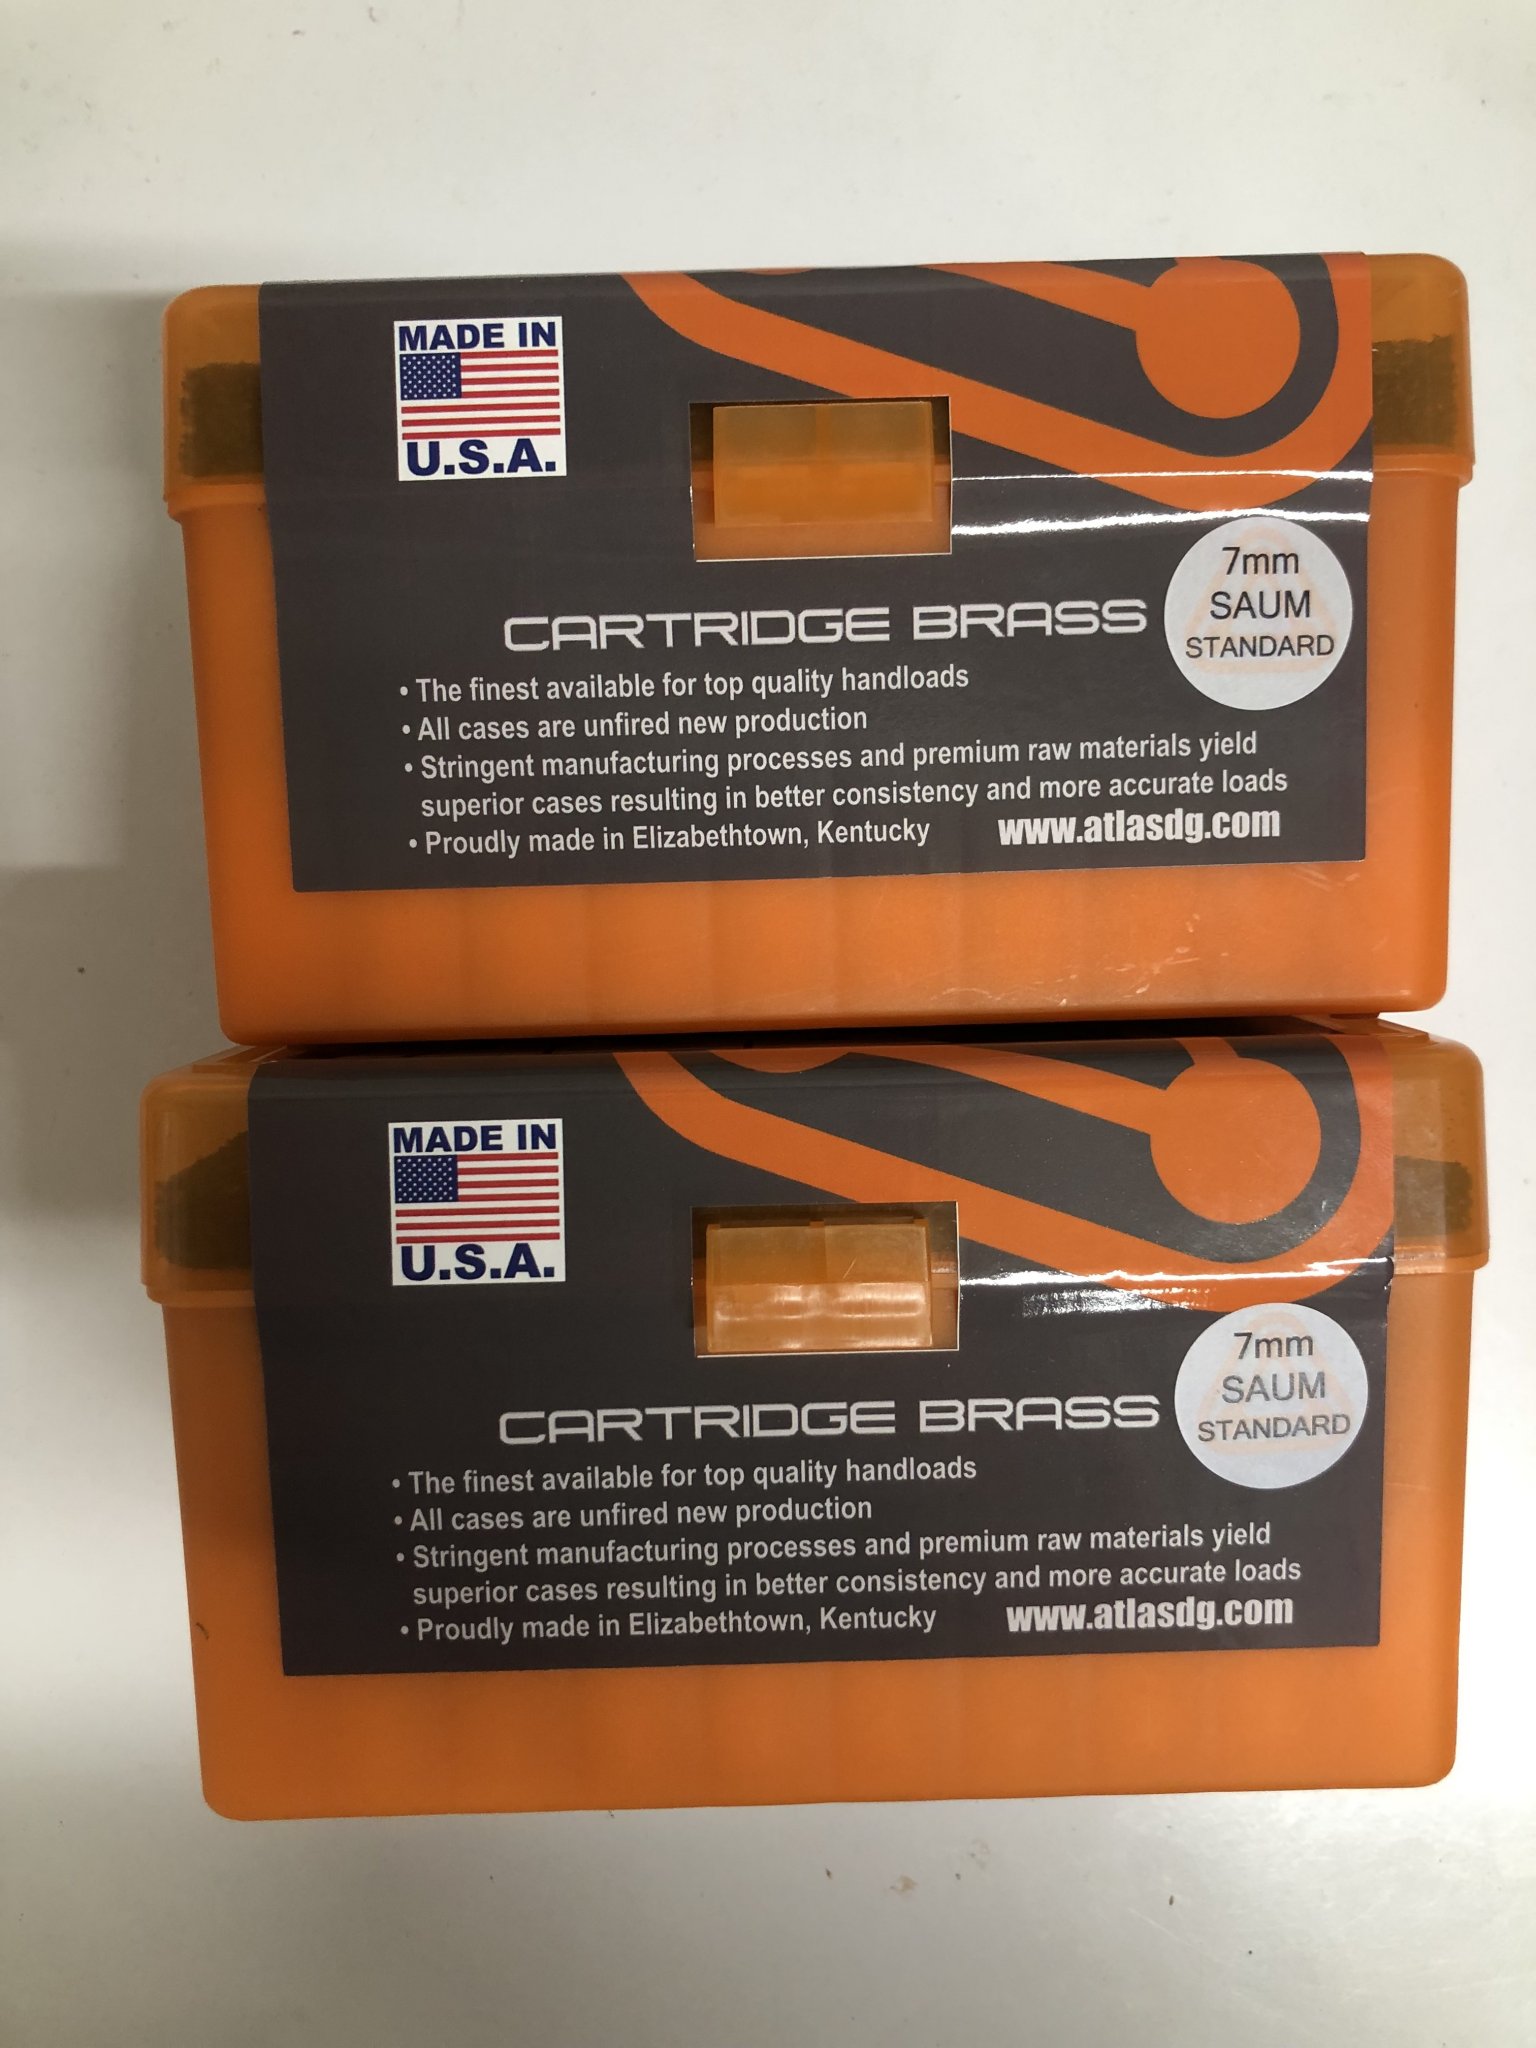 MADE IN
U.S.A.
7mm
SAUM
STANDARD
CARTRIDGE BRASS
• The finest available for top quality handloads
• All cases are unfired new production
• Stringent manufacturing processes and premium raw materials yield
superior cases resulting in better consistency and more accurate loads
• Proudly made in Elizabethtown, Kentucky www.atlasdg.com
MADE IN
U.S.A.
7mm
SAUM
STANDARD
CARTRIDGE BRASS
• The finest available for top quality handloads
• All cases are unfired new production
• Stringent manufacturing processes and premium raw materials yield
superior cases resulting in better consistency and more accurate loads
• Proudly made in Elizabethtown, Kentucky www.atlasdg.com